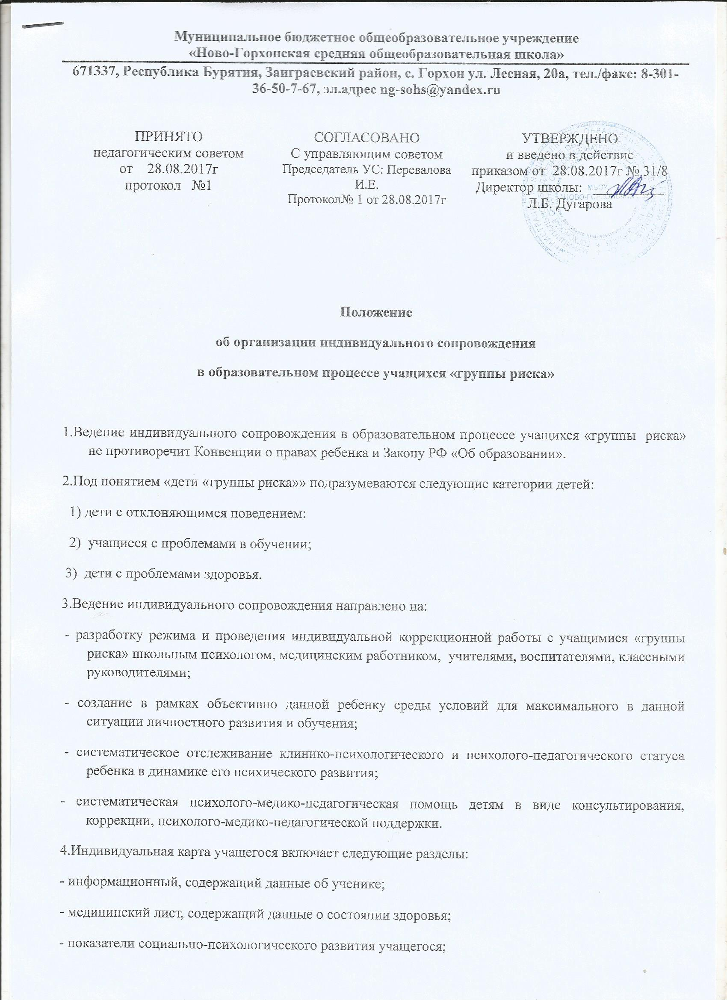 Муниципальное бюджетное общеобразовательное учреждение
«Ново-Горхонская средняя общеобразовательная школа»
671337, Республика Бурятия, Заиграевский район, с. Горхон ул. Лесная, 20а, тел./факс: 8-301-
36-50-7-67, эл.адрес ng-sohs@yandex.ru
ПРИНЯТО
педагогическим советом
от 28.08.2017г
протокол №1
СОГЛАСОВАНО
С управляющим советом
Председатель УС: Перевалова
И.Е.
Протокол№ 1 от 28.08.2017г
УТВЕРЖДЕНО
и введено в действие
приказом от 28.08.2017г № 31/8
Директор школы:
Л.Б. Дугарова
МБОУ
Положение
об организации индивидуального сопровождения
в образовательном процессе учащихся «группы риска»
1.Ведение индивидуального сопровождения в образовательном процессе учащихся «группы риска»
не противоречит Конвенции о правах ребенка и Закону РФ «Об образовании».
2.Под понятием «дети «группы риска»» подразумеваются следующие категории детей:
1) дети с отклоняющимся поведением:
2) учащиеся с проблемами в обучении;
3) дети с проблемами здоровья.
3.Ведение индивидуального сопровождения направлено на:
- разработку режима и проведения индивидуальной коррекционной работы с учащимися «группы
риска» школьным психологом, медицинским работником, учителями, воспитателями, классными
руководителями;
- создание в рамках объективно данной ребенку среды условий для максимального в данной
ситуации личностного развития и обучения;
- систематическое отслеживание клинико-психологического и психолого-педагогического статуса
ребенка в динамике его психического развития;
- систематическая психолого-медико-педагогическая помощь детям в виде консультирования,
коррекции, психолого-медико-педагогической поддержки.
4.Индивидуальная карта учащегося включает следующие разделы:
- информационный, содержащий данные об ученике;
- медицинский лист, содержащий данные о состоянии здоровья;
- показатели социально-психологического развития учащегося;